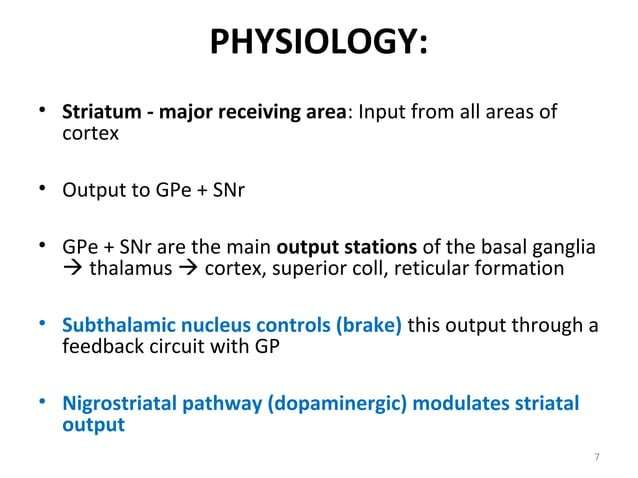 PHYSIOLOGY:
• Striatum - major receiving area: Input from all areas of
cortex
• Output to GPe + SNr
• GPe + SNr are the main output stations of the basal ganglia
→ thalamus → cortex, superior coll, reticular formation
• Subthalamic nucleus controls (brake) this output through a
feedback circuit with GP
• Nigrostriatal pathway (dopaminergic) modulates striatal
output
7